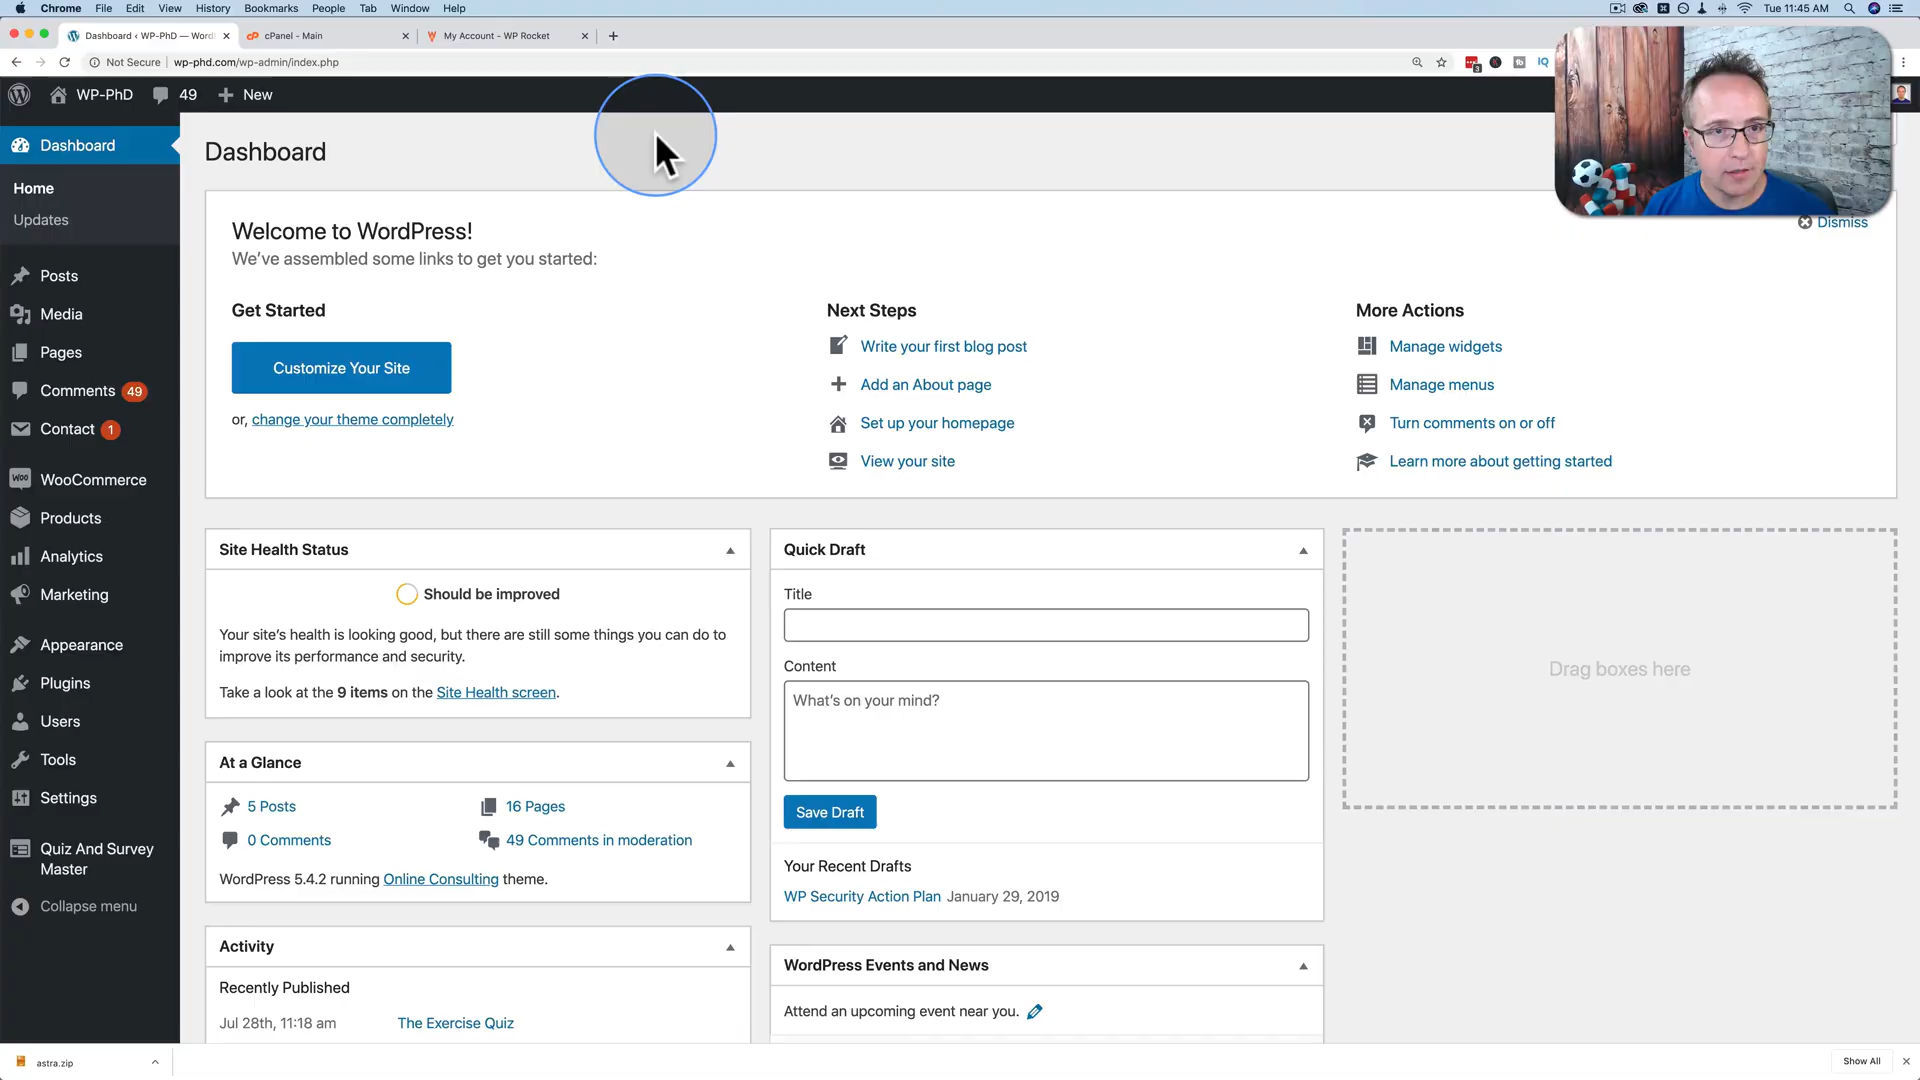 Chrome File Edit View History Bookmarks People Tab Window Help Tue 11:45 AM
Dashboard ‹ WP-PhD — Word cPanel - Main My Account - WP Rocket
Not Secure wp-phd.com/wp-admin/index.php
WP-PhD 49 New
Dashboard
Home
Updates
Posts
Media
Pages
Comments 49
Contact 1
WooCommerce
Products
Analytics
Marketing
Appearance
Plugins
Users
Tools
Settings
Quiz And Survey
Master
Collapse menu
Dashboard
Dismiss
Welcome to WordPress!
We've assembled some links to get you started:
Get Started
Customize Your Site
or, change your theme completely
Next Steps
Write your first blog post
Add an About page
Set up your homepage
View your site
More Actions
Manage widgets
Manage menus
Turn comments on or off
Learn more about getting started
Site Health Status
Should be improved
Your site's health is looking good, but there are still some things you can do to
improve its performance and security.
Take a look at the 9 items on the Site Health screen.
At a Glance
5 Posts 16 Pages
0 Comments 49 Comments in moderation
WordPress 5.4.2 running Online Consulting theme.
Activity
Recently Published
Jul 28th, 11:18 am The Exercise Quiz
Quick Draft
Title
Content
What's on your mind?
Save Draft
Your Recent Drafts
WP Security Action Plan January 29, 2019
WordPress Events and News
Attend an upcoming event near you.
Drag boxes here
astra.zip
Show All